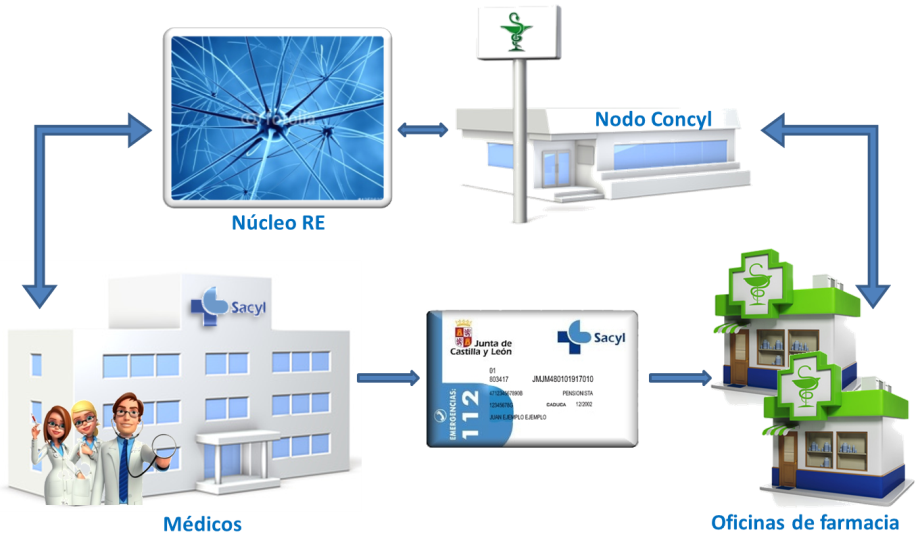 Nodo Concyl
Núcleo RE
Sacyl
Junta de
Castilla y León
Sacyl
01
803417 JMJM480101917010
PENSIONISTA
CADUCA 12/2002
JUAN EJEMPLO EJEMPLO
EMERGENCIAS:
112
Médicos
Oficinas de farmacia